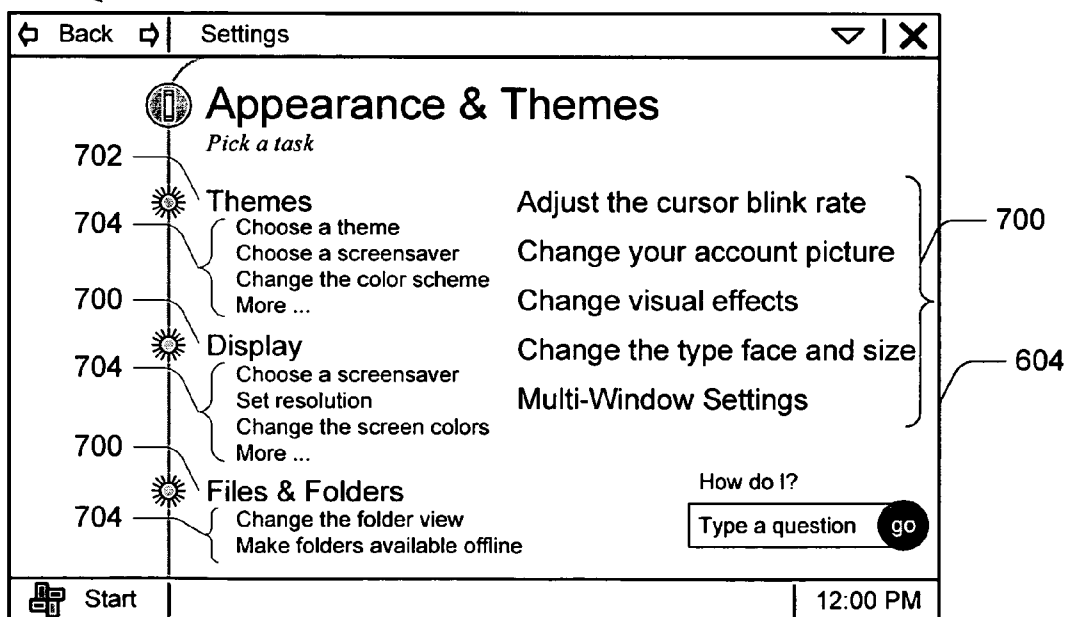 Back Settings
Appearance & Themes
Pick a task
702
Themes
704
Choose a theme
Choose a screensaver
Change the color scheme
More ...
700
Display
704
Choose a screensaver
Set resolution
Change the screen colors
More ...
700
Files & Folders
704
Change the folder view
Make folders available offline
Adjust the cursor blink rate
Change your account picture
Change visual effects
Change the type face and size
Multi-Window Settings
700
604
How do I?
Type a question go
Start 12:00 PM